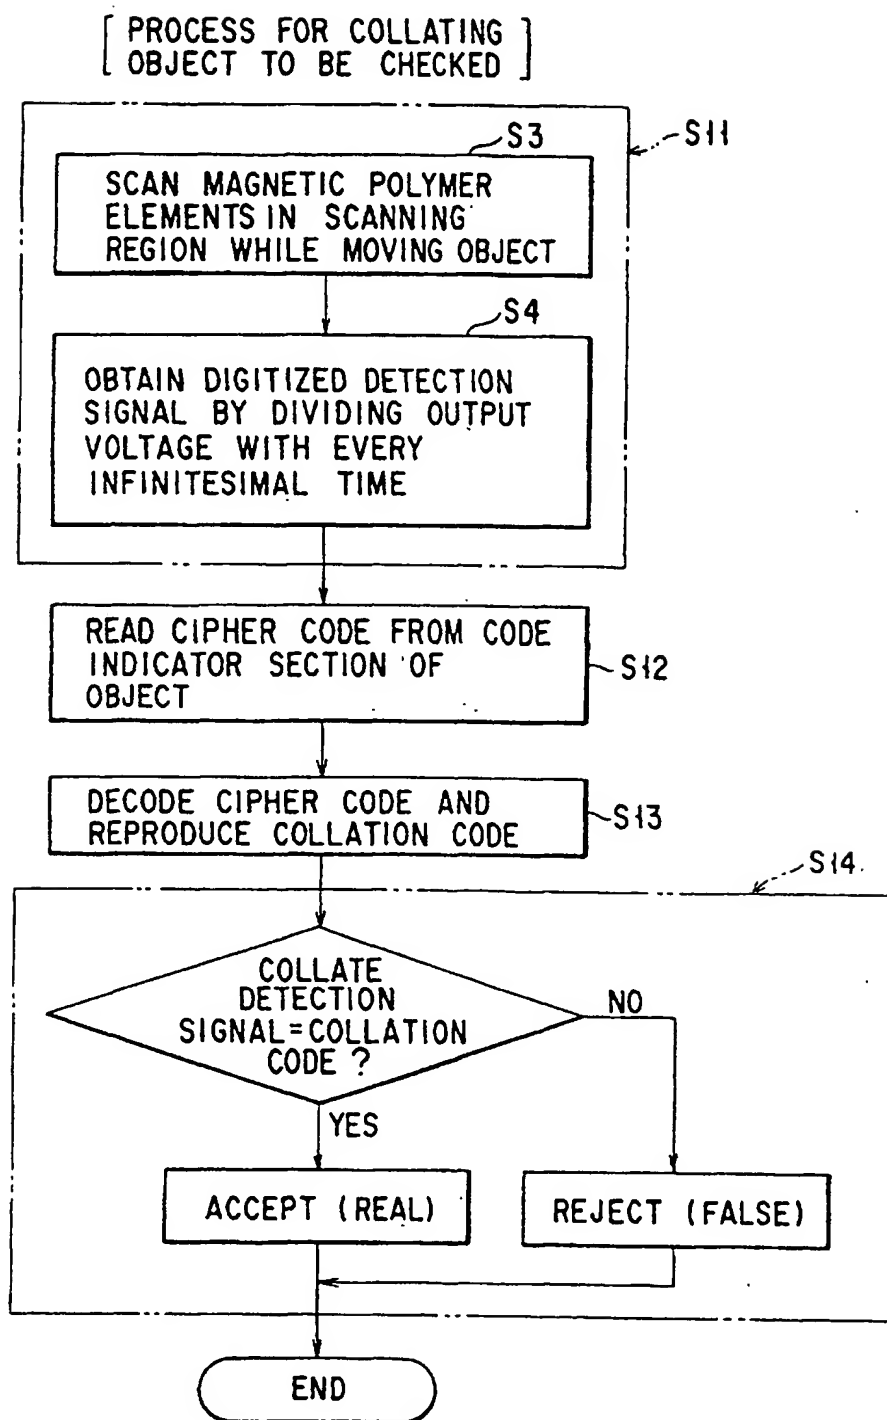 [ PROCESS FOR COLLATING
OBJECT TO BE CHECKED ]
S11
S3
SCAN MAGNETIC POLYMER
ELEMENTS IN SCANNING
REGION WHILE MOVING OBJECT
S4
OBTAIN DIGITIZED DETECTION
SIGNAL BY DIVIDING OUTPUT
VOLTAGE WITH EVERY
INFINITESIMAL TIME
READ CIPHER CODE FROM CODE
INDICATOR SECTION OF
OBJECT
S12
DECODE CIPHER CODE AND
REPRODUCE COLLATION CODE
S13
S14
COLLATE
DETECTION
SIGNAL=COLLATION
CODE ?
NO
YES
ACCEPT (REAL)
REJECT (FALSE)
END